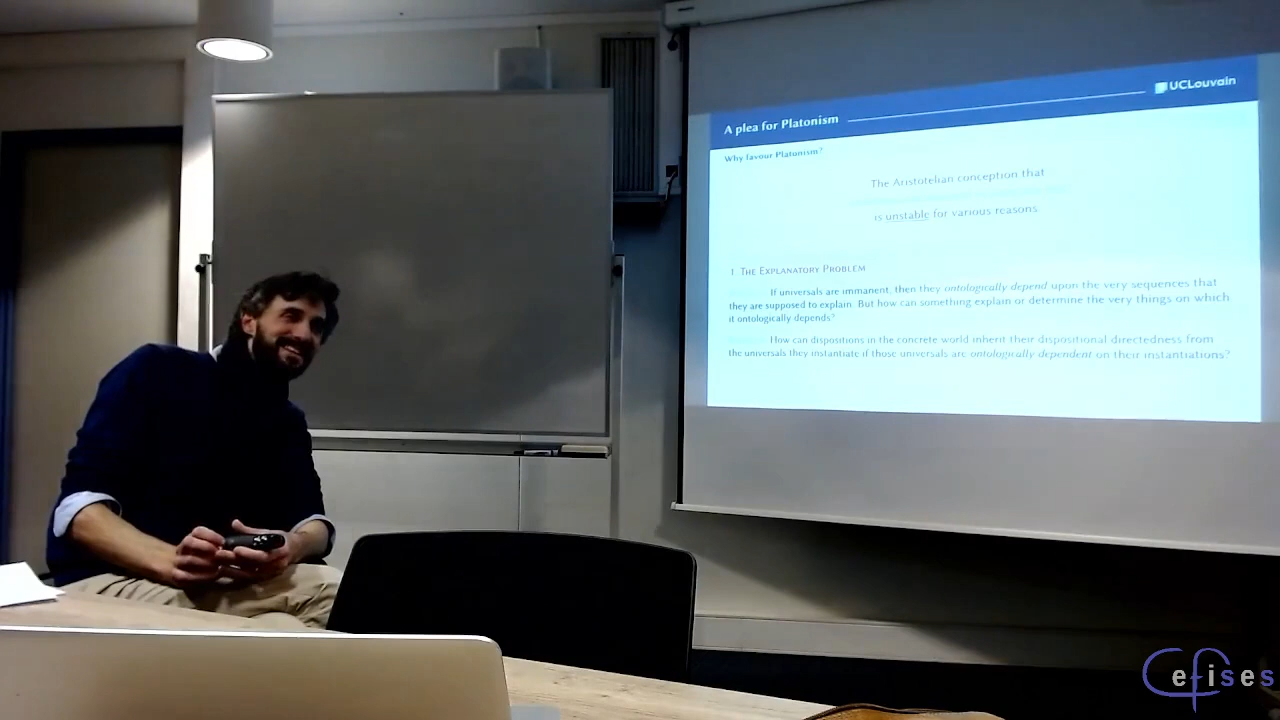 UCLouvain
A plea for Platonism
Why favour Platonism?
The Aristotelian conception that
is unstable for various reasons
1 The Explanatory Problem
If universals are immanent, then they ontologically depend upon the very sequences that
they are supposed to explain. But how can something explain or determine the very things on which
it ontologically depends?
How can dispositions in the concrete world inherit their dispositional directedness from
the universals they instantiate if those universals are ontologically dependent on their instantiations?
Cefises